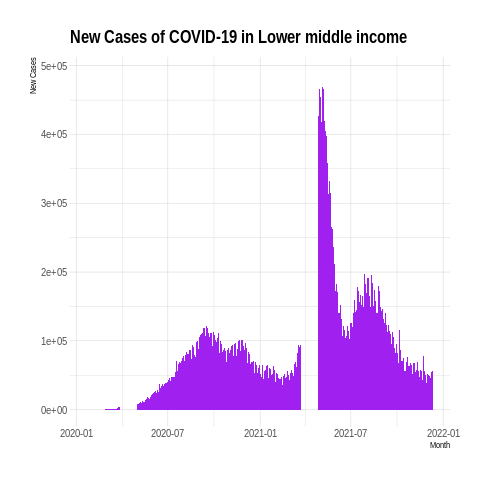 New Cases of COVID-19 in Lower middle income
New Cases
5e+05
4e+05
3e+05
2e+05
1e+05
0e+00
2020-01 2020-07 2021-01 2021-07 2022-01
Month